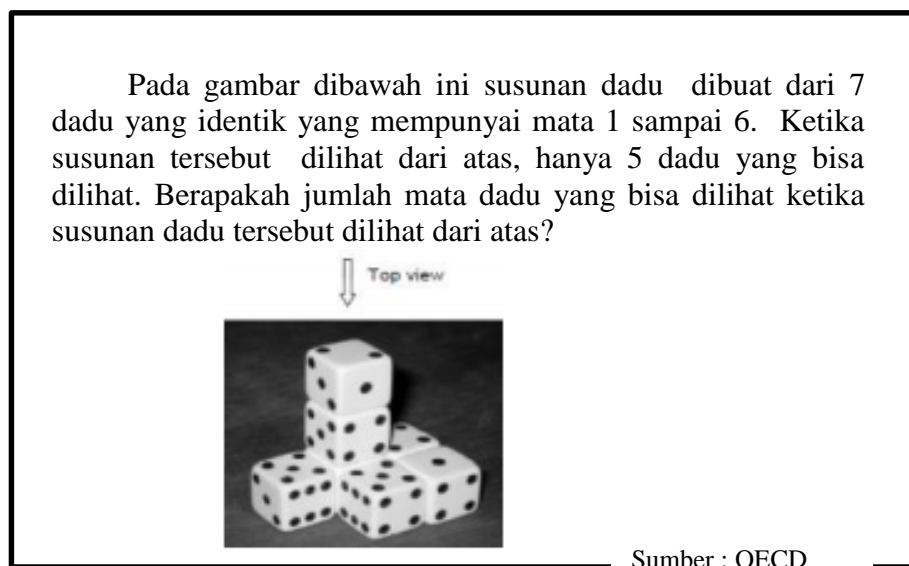 Pada gambar dibawah ini susunan dadu dibuat dari 7
dadu yang identik yang mempunyai mata 1 sampai 6. Ketika
susunan tersebut dilihat dari atas, hanya 5 dadu yang bisa
dilihat. Berapakah jumlah mata dadu yang bisa dilihat ketika
susunan dadu tersebut dilihat dari atas?
Top view
Sumber : OECD